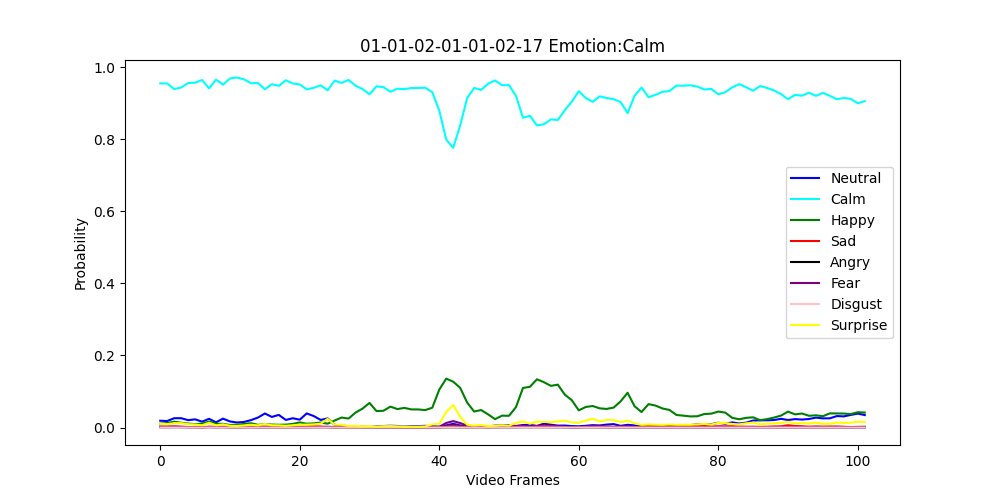 01-01-02-01-01-02-17 Emotion:Calm
1.0
0.8
0.6
0.4
0.2
0.0
Probability
Neutral
Calm
Happy
Sad
Angry
Fear
Disgust
Surprise
0 20 40 60 80 100
Video Frames